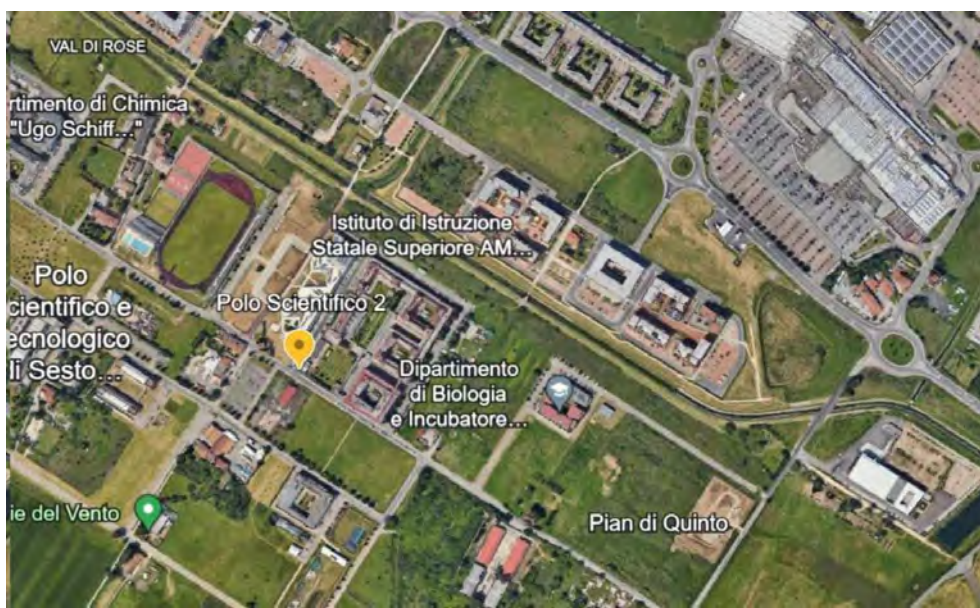 VAL DI ROSE
rtimento di Chimica
"Ugo Schiff..."
Istituto di Istruzione
Statale Superiore AM...
Polo
cientifico e
ecnologico
li Sesto...
Polo Scientifico 2
Dipartimento
di Biologia
e Incubatore...
ie del Vento
Pian di Quinto